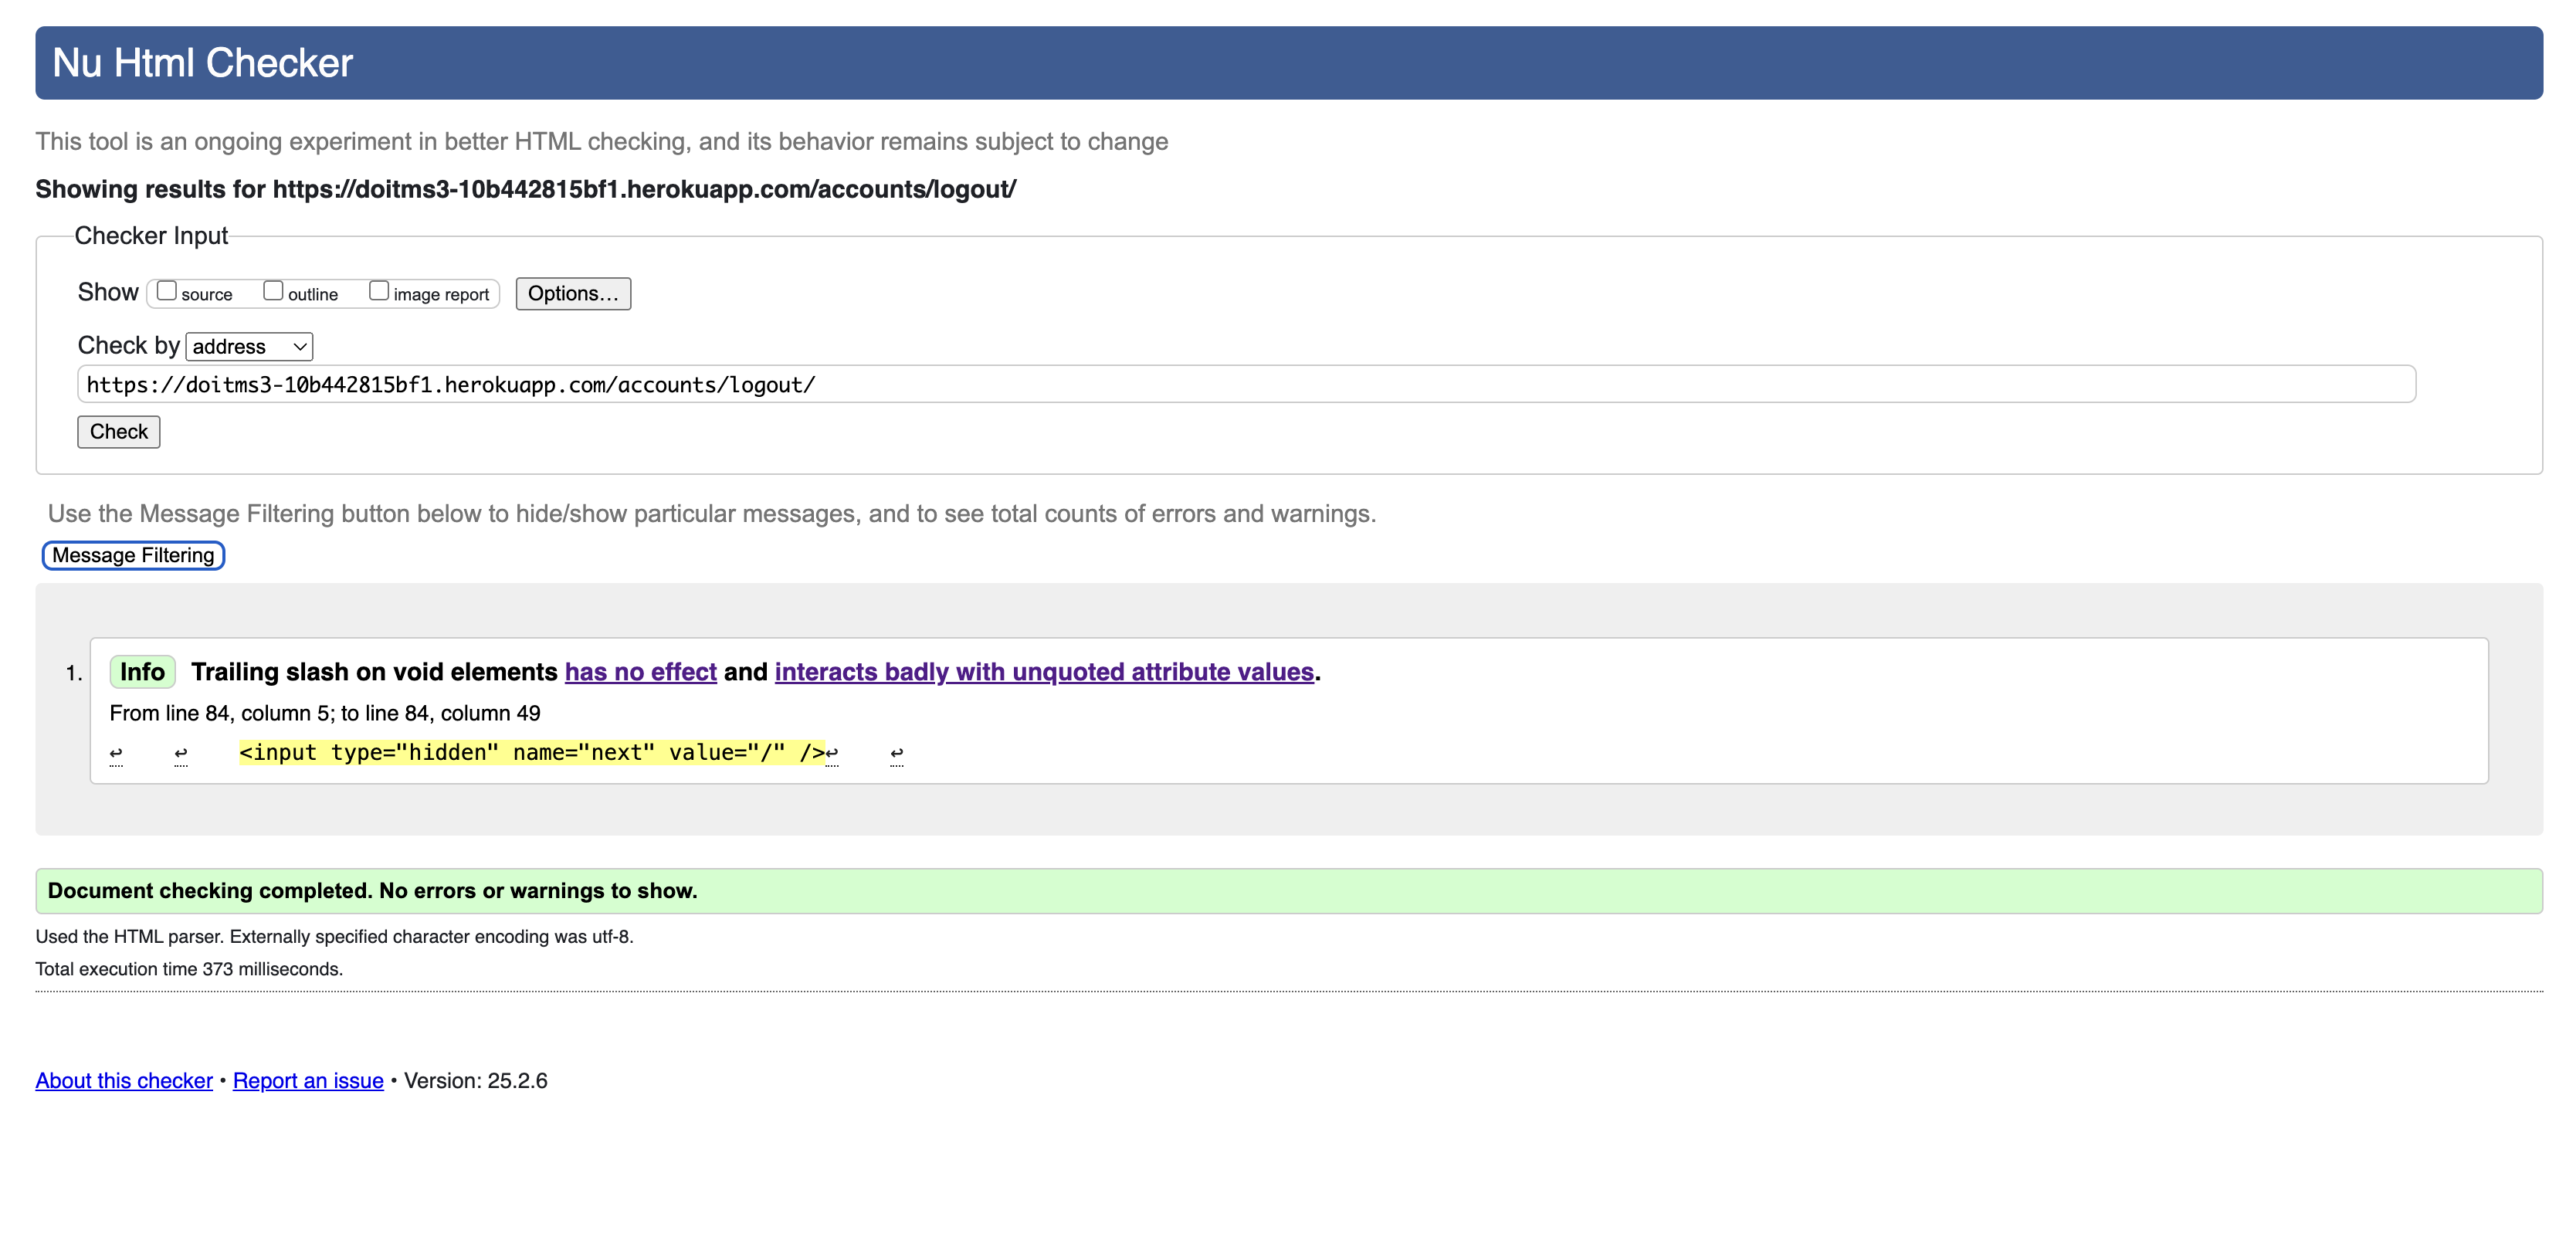 Nu Html Checker
This tool is an ongoing experiment in better HTML checking, and its behavior remains subject to change
Showing results for https://doitms3-10b442815bf1.herokuapp.com/accounts/logout/
Checker Input
Show source outline image report Options…
Check by address
https://doitms3-10b442815bf1.herokuapp.com/accounts/logout/
Check
Use the Message Filtering button below to hide/show particular messages, and to see total counts of errors and warnings.
Message Filtering
1. Info Trailing slash on void elements has no effect and interacts badly with unquoted attribute values.
From line 84, column 5; to line 84, column 49
↩ ↩ <input type="hidden" name="next" value="/" />↩ ↩
Document checking completed. No errors or warnings to show.
Used the HTML parser. Externally specified character encoding was utf-8.
Total execution time 373 milliseconds.
About this checker • Report an issue • Version: 25.2.6